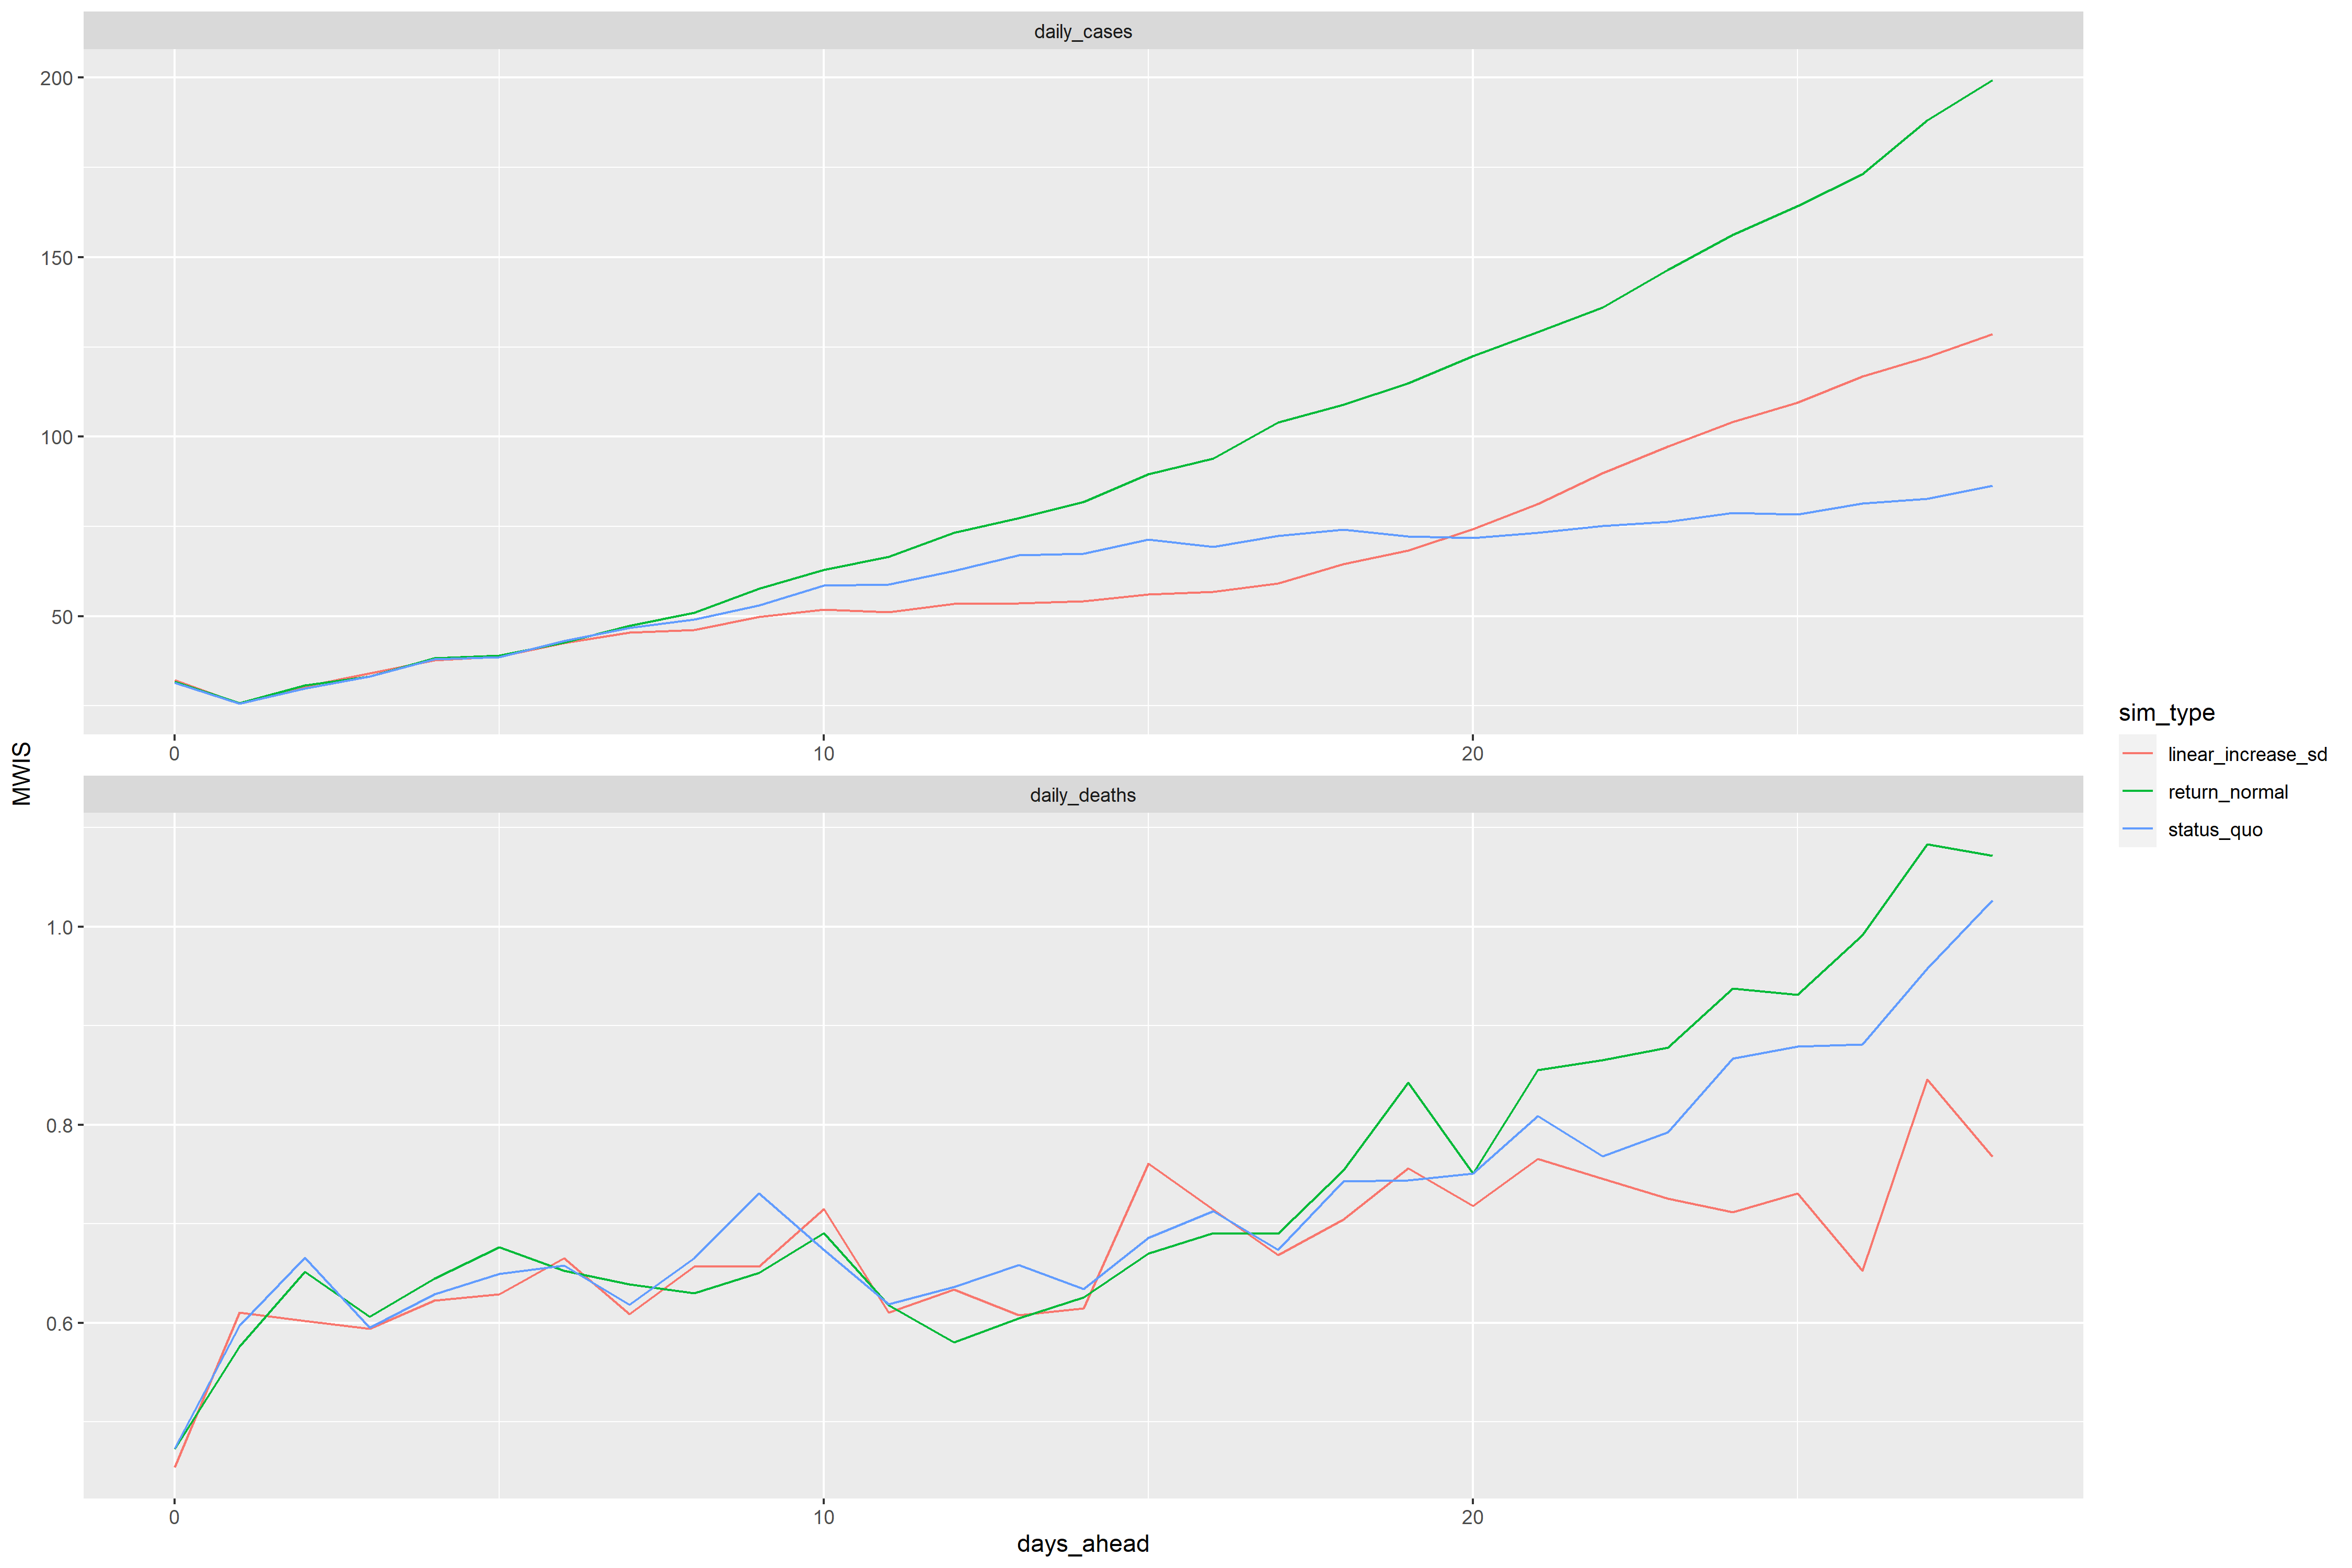 daily_cases
200
150
100
50
0 10 20
daily_deaths
1.0
0.8
0.6
0 10 20
days_ahead
MWIS
sim_type
linear_increase_sd
return_normal
status_quo